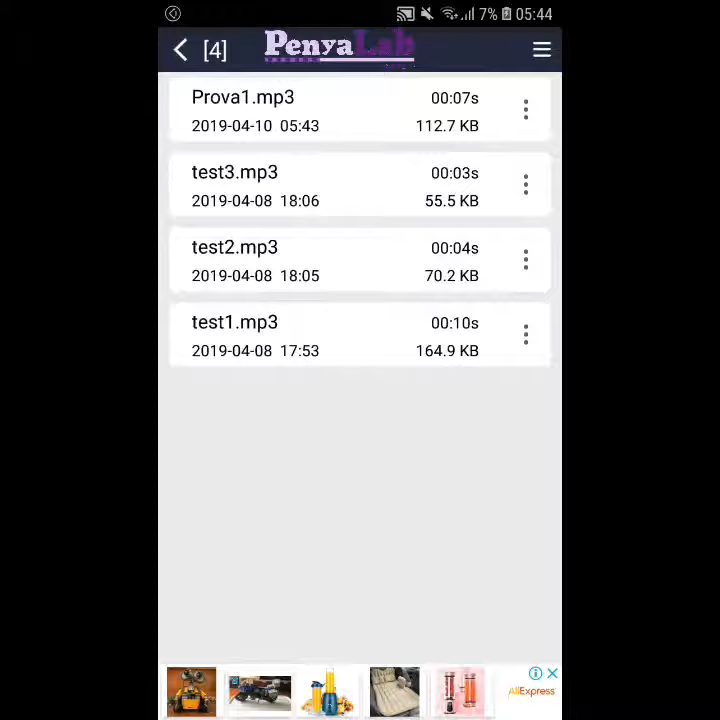 7% 05:44
[4] PenyaLab
Prova1.mp3 00:07s
2019-04-10 05:43 112.7 KB
test3.mp3 00:03s
2019-04-08 18:06 55.5 KB
test2.mp3 00:04s
2019-04-08 18:05 70.2 KB
test1.mp3 00:10s
2019-04-08 17:53 164.9 KB
AliExpress